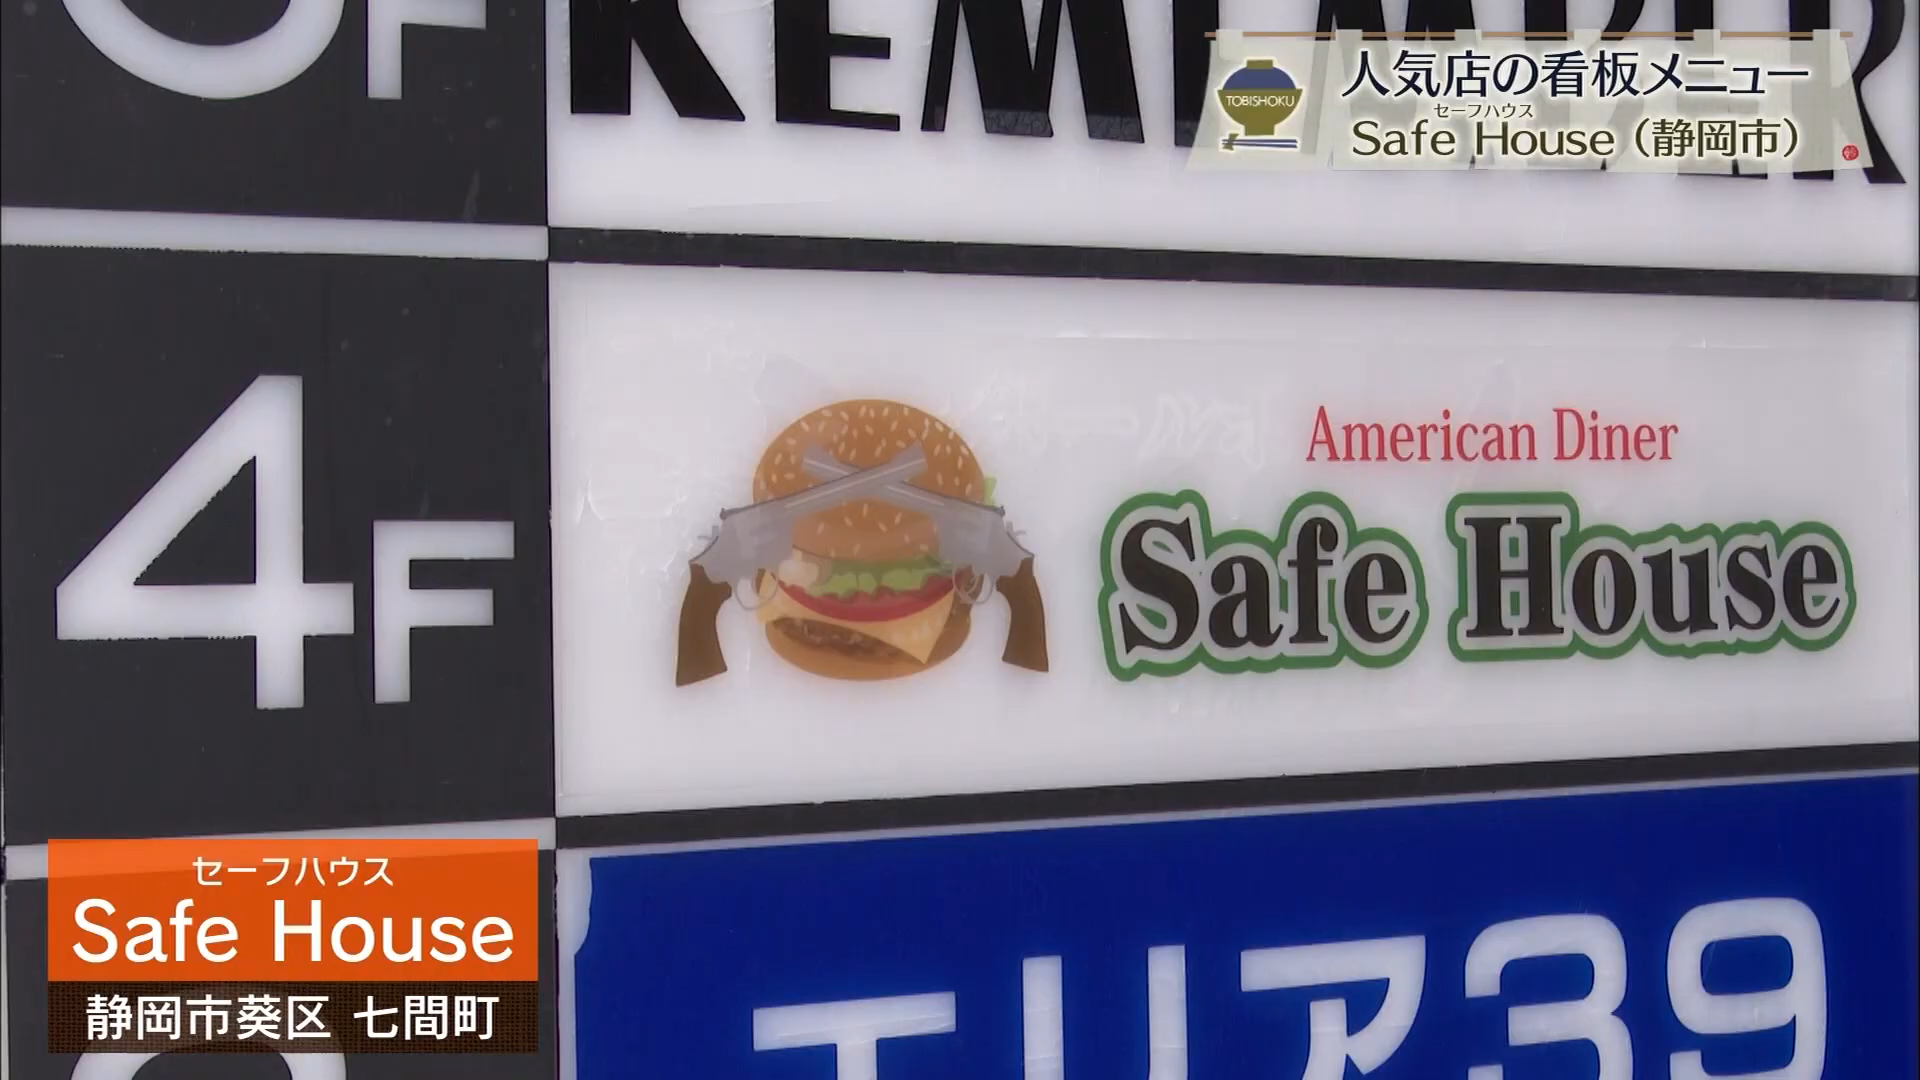 人気店の看板メニュー
セーフハウス
Safe House（静岡市）
TOBISHOKU
F
4F
American Diner
Safe House
エリア39
セーフハウス
Safe House
静岡市葵区 七間町